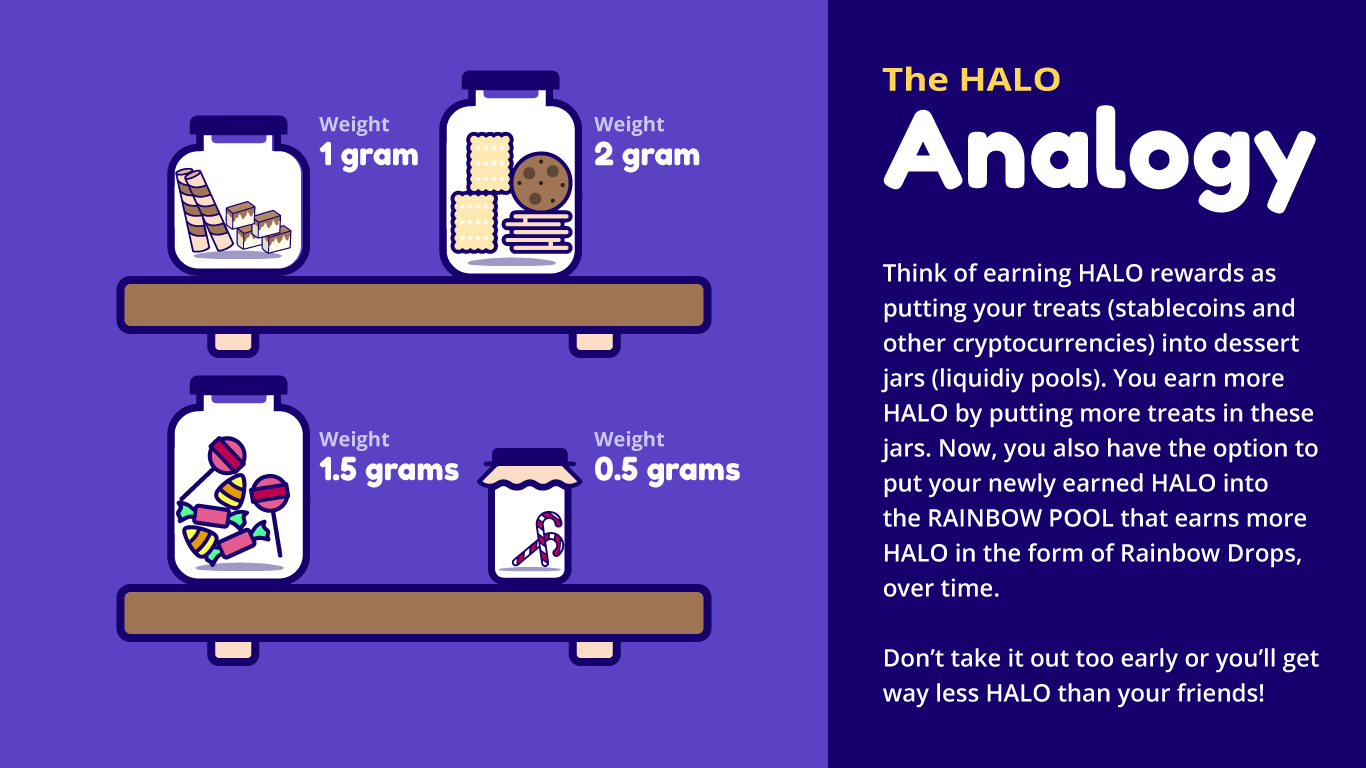 Weight
1 gram
Weight
2 gram
Weight
1.5 grams
Weight
0.5 grams
The HALO
Analogy
Think of earning HALO rewards as
putting your treats (stablecoins and
other cryptocurrencies) into dessert
jars (liquidiy pools). You earn more
HALO by putting more treats in these
jars. Now, you also have the option to
put your newly earned HALO into
the RAINBOW POOL that earns more
HALO in the form of Rainbow Drops,
over time.
Don’t take it out too early or you’ll get
way less HALO than your friends!